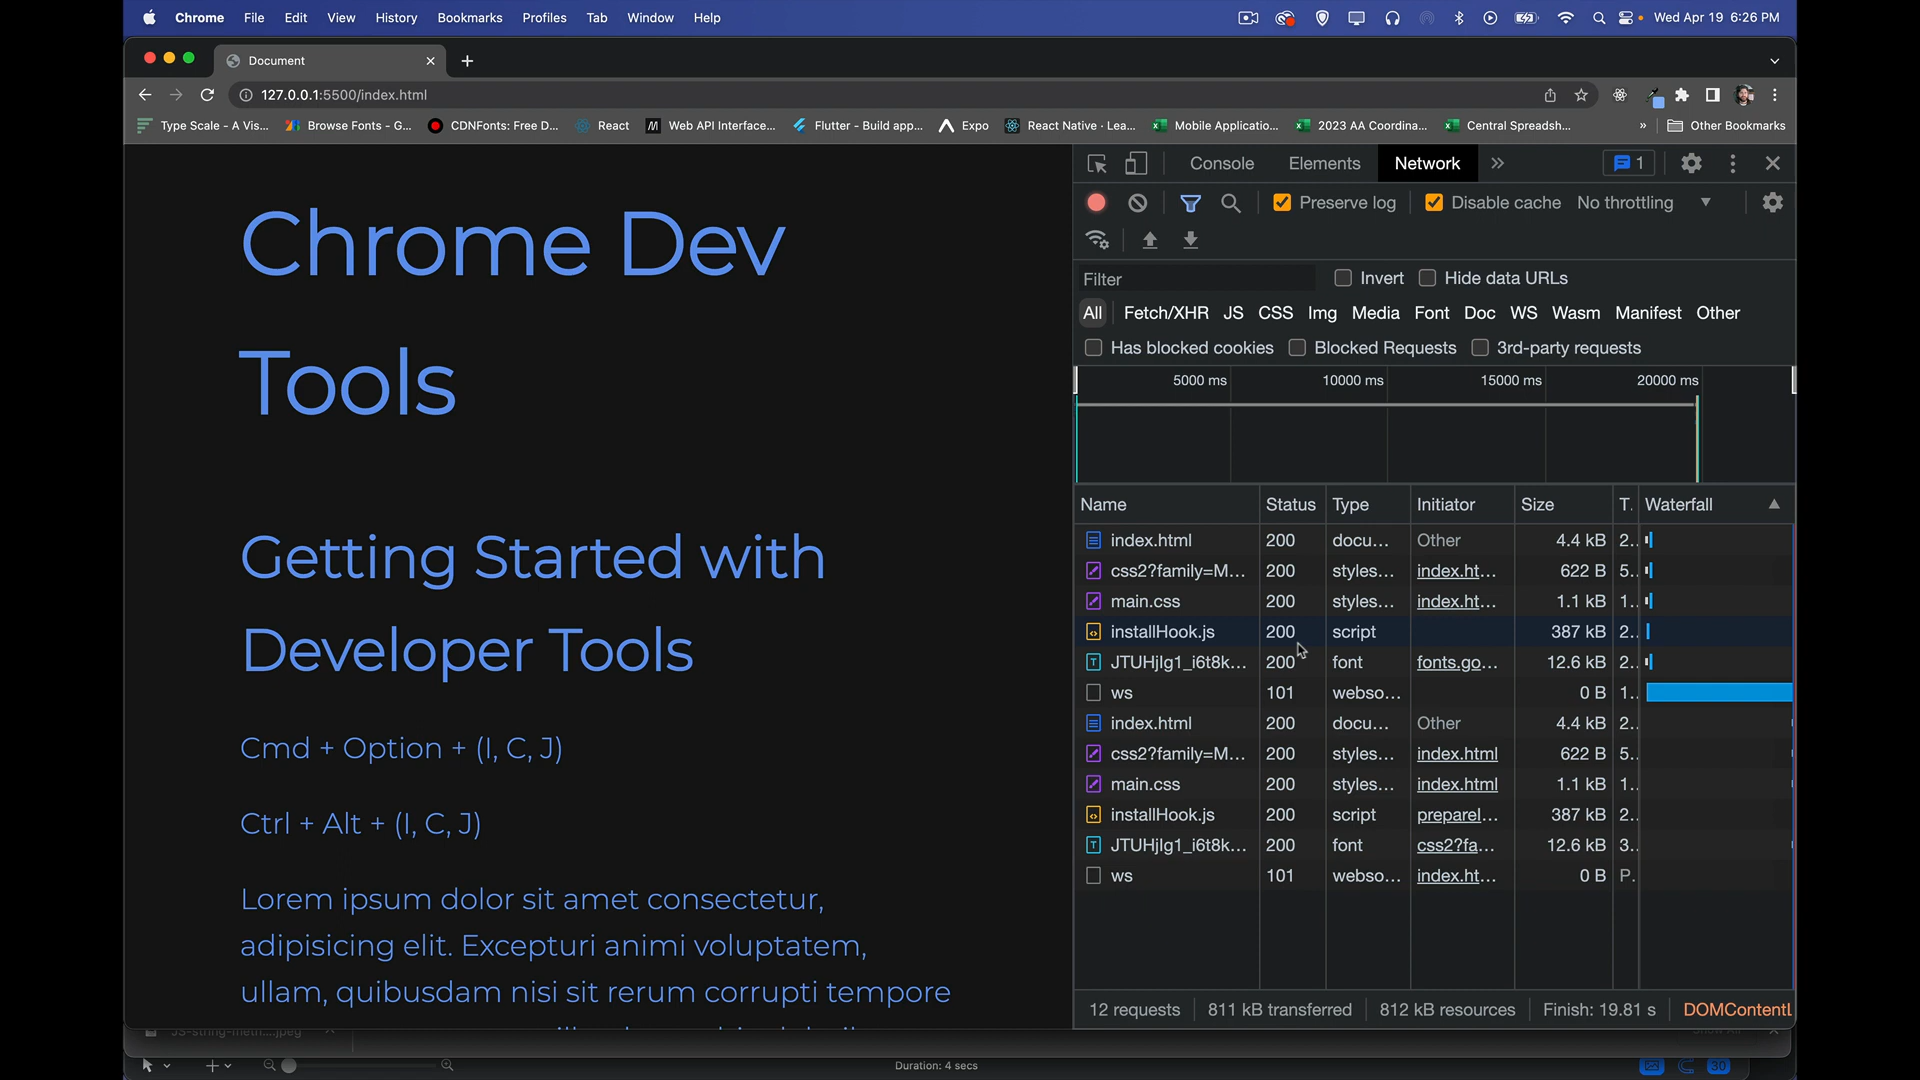 Chrome File Edit View History Bookmarks Profiles Tab Window Help Wed Apr 19 6:26 PM
Document
127.0.0.1:5500/index.html
Type Scale - A Vis... Browse Fonts - G... CDNFonts: Free D... React Web API Interface... Flutter - Build app... Expo React Native · Lea... Mobile Applicatio... 2023 AA Coordina... Central Spreadsh... » Other Bookmarks
Chrome Dev
Tools
Getting Started with
Developer Tools
Cmd + Option + (I, C, J)
Ctrl + Alt + (I, C, J)
Lorem ipsum dolor sit amet consectetur,
adipisicing elit. Excepturi animi voluptatem,
ullam, quibusdam nisi sit rerum corrupti tempore
Console Elements Network » 1
Preserve log Disable cache No throttling
Filter Invert Hide data URLs
All Fetch/XHR JS CSS Img Media Font Doc WS Wasm Manifest Other
Has blocked cookies Blocked Requests 3rd-party requests
5000 ms 10000 ms 15000 ms 20000 ms
Name Status Type Initiator Size T. Waterfall
index.html 200 docu... Other 4.4 kB 2..
css2?family=M... 200 styles... index.ht... 622 B 5..
main.css 200 styles... index.ht... 1.1 kB 1..
installHook.js 200 script 387 kB 2..
JTUHjIg1_i6t8k... 200 font fonts.go... 12.6 kB 2..
ws 101 webso... 0 B 1..
index.html 200 docu... Other 4.4 kB 2..
css2?family=M... 200 styles... index.html 622 B 5..
main.css 200 styles... index.html 1.1 kB 1..
installHook.js 200 script preparel... 387 kB 2..
JTUHjIg1_i6t8k... 200 font css2?fa... 12.6 kB 3..
ws 101 webso... index.ht... 0 B P.
12 requests 811 kB transferred 812 kB resources Finish: 19.81 s DOMContentL
JS-string-meth....jpeg Show All
Duration: 4 secs
30